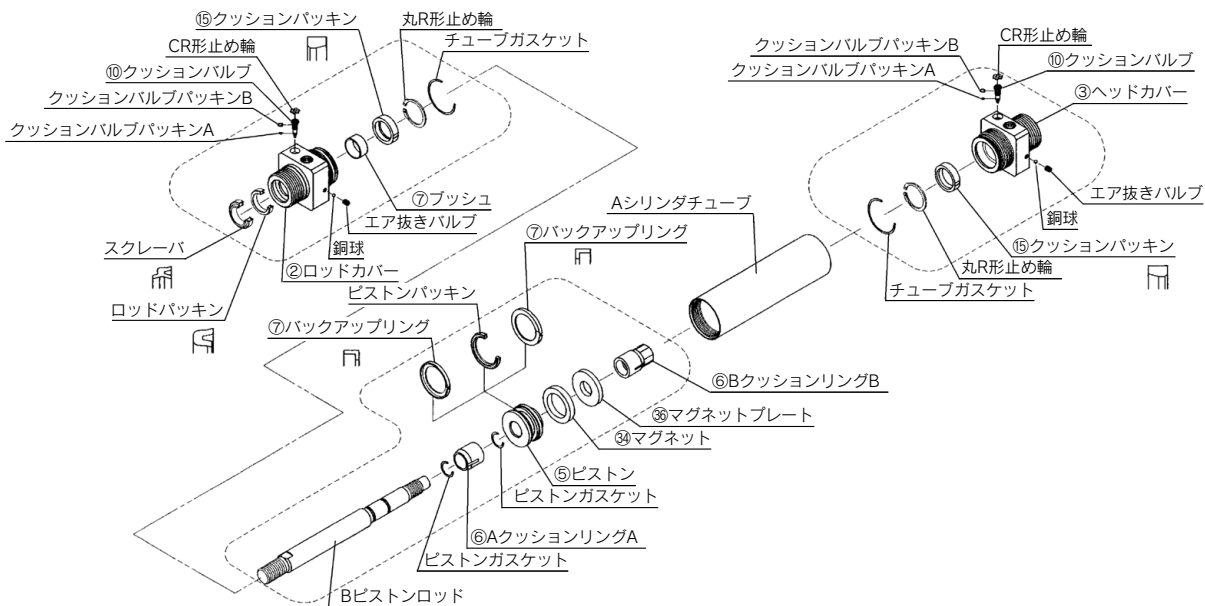 ⑮クッションパッキン
丸R形止め輪
CR形止め輪
チューブガスケット
⑩クッションバルブ
クッションバルブパッキンB
クッションバルブパッキンA
⑦ブッシュ
エア抜きバルブ
銅球
スクレーバ
②ロッドカバー
ロッドパッキン
CR形止め輪
クッションバルブパッキンB
⑩クッションバルブ
クッションバルブパッキンA
③ヘッドカバー
エア抜きバルブ
銅球
⑮クッションパッキン
丸R形止め輪
チューブガスケット
Aシリンダチューブ
⑦バックアップリング
ピストンパッキン
⑦バックアップリング
⑥BクッションリングB
㊱マグネットプレート
㉞マグネット
⑤ピストン
ピストンガスケット
⑥AクッションリングA
ピストンガスケット
Bピストンロッド